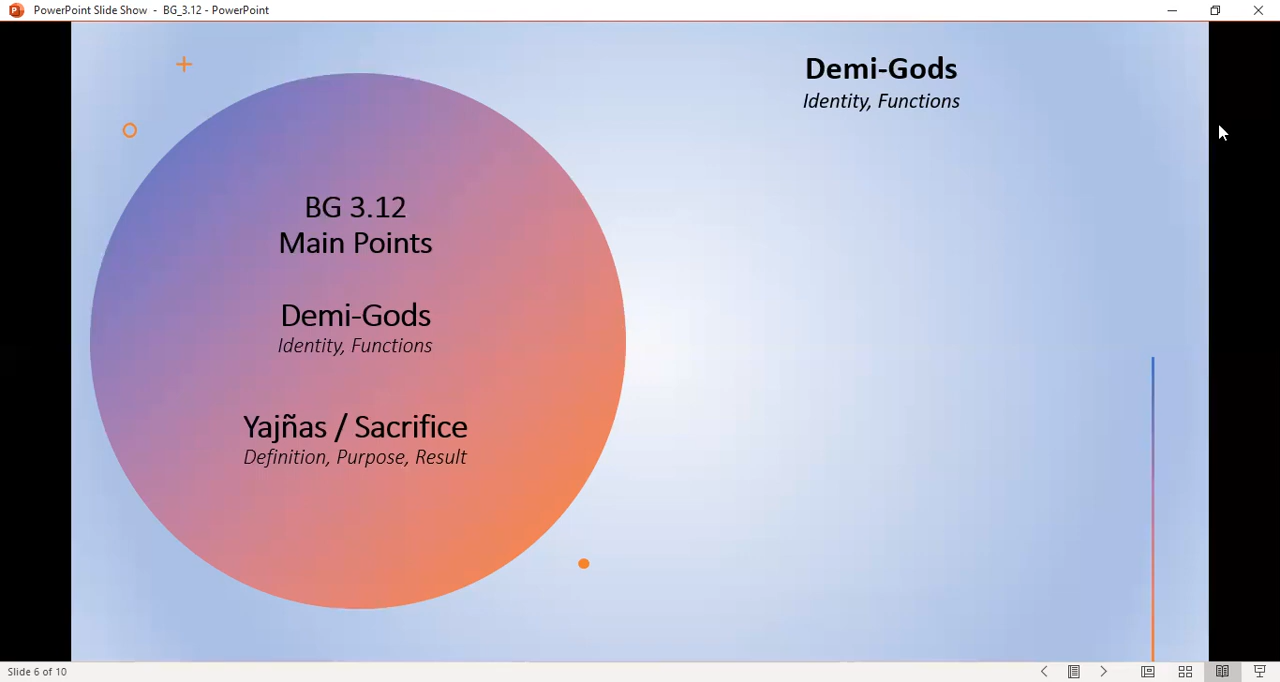 PowerPoint Slide Show - BG_3.12 - PowerPoint
Demi-Gods
Identity, Functions
BG 3.12
Main Points
Demi-Gods
Identity, Functions
Yajñas / Sacrifice
Definition, Purpose, Result
Slide 6 of 10